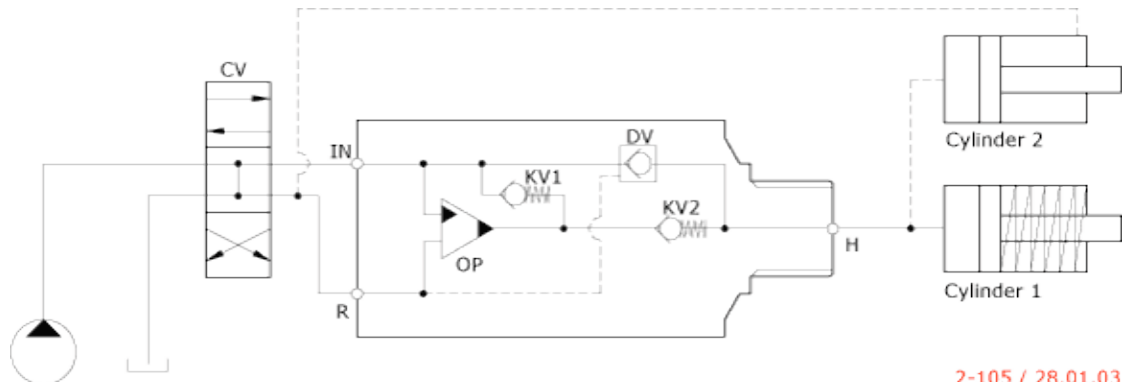 CV
IN
DV
KV1
KV2
OP
R
H
Cylinder 2
Cylinder 1
2-105 / 28.01.03